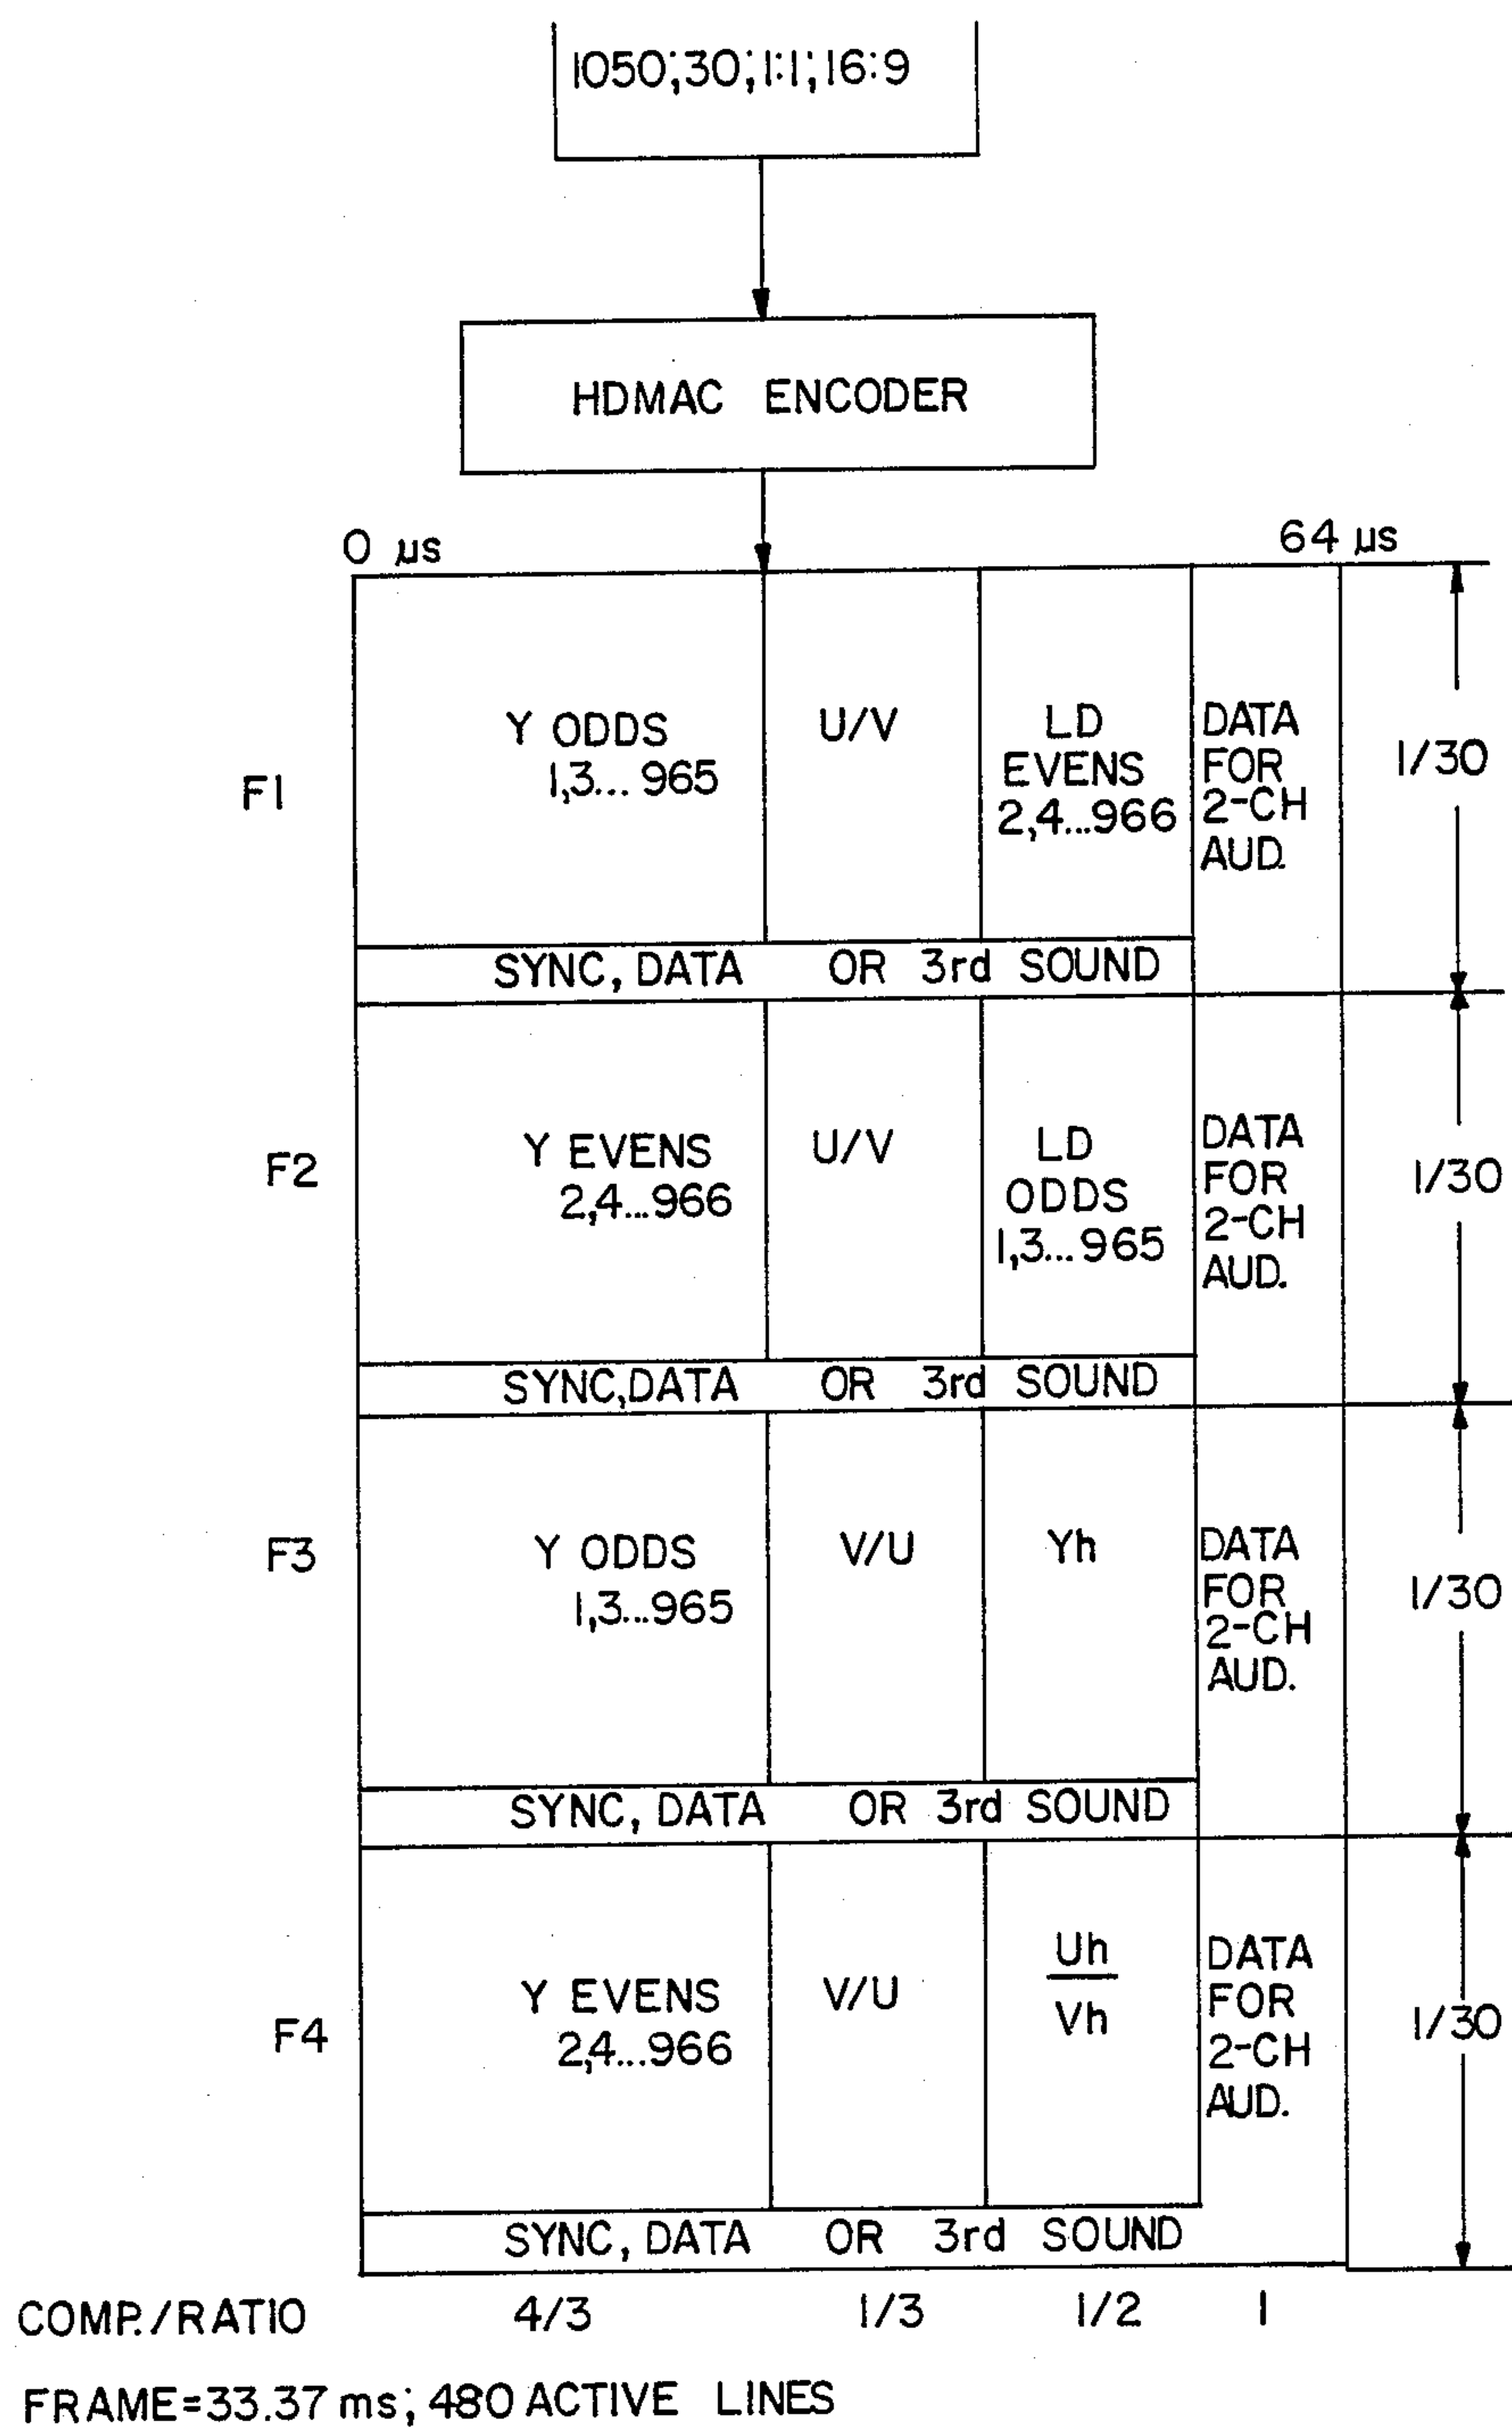 1050;30;1:1;16:9
HDMAC ENCODER
0 µs
64 µs
F1
Y ODDS
1,3... 965
U/V
LD
EVENS
2,4...966
DATA
FOR
2-CH
AUD.
1/30
SYNC, DATA OR 3rd SOUND
F2
Y EVENS
2,4...966
U/V
LD
ODDS
1,3...965
DATA
FOR
2-CH
AUD.
1/30
SYNC,DATA OR 3rd SOUND
F3
Y ODDS
1,3...965
V/U
Yh
DATA
FOR
2-CH
AUD.
1/30
SYNC, DATA OR 3rd SOUND
F4
Y EVENS
2,4...966
V/U
Uh
Vh
DATA
FOR
2-CH
AUD.
1/30
SYNC, DATA OR 3rd SOUND
COMP./RATIO 4/3 1/3 1/2 1
FRAME=33.37 ms; 480 ACTIVE LINES